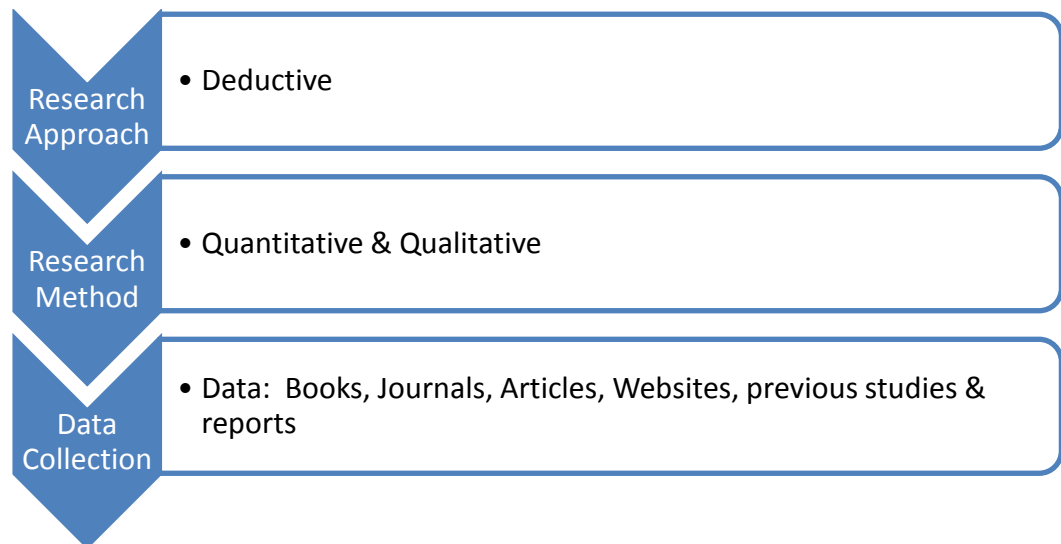 Research
Approach
• Deductive
Research
Method
• Quantitative & Qualitative
Data
Collection
• Data:  Books, Journals, Articles, Websites, previous studies &
reports